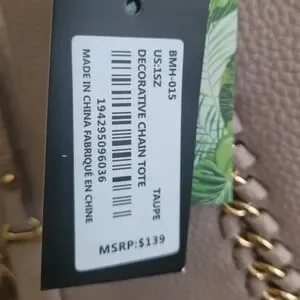 BMH-015
US:1SZ TAUPE
DECORATIVE CHAIN TOTE
194295096036
MADE IN CHINA FABRIQUÉ EN CHINE
MSRP:$139